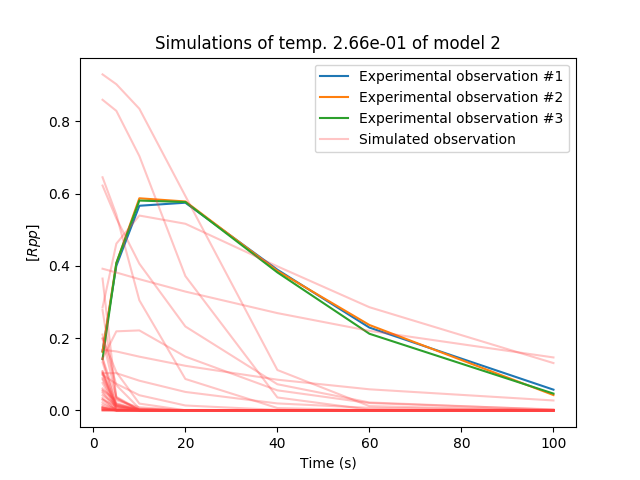 Simulations of temp. 2.66e-01 of model 2
Experimental observation #1
Experimental observation #2
Experimental observation #3
Simulated observation
0.8
0.6
0.4
0.2
0.0
[Rpp]
0
20
40
60
80
100
Time (s)